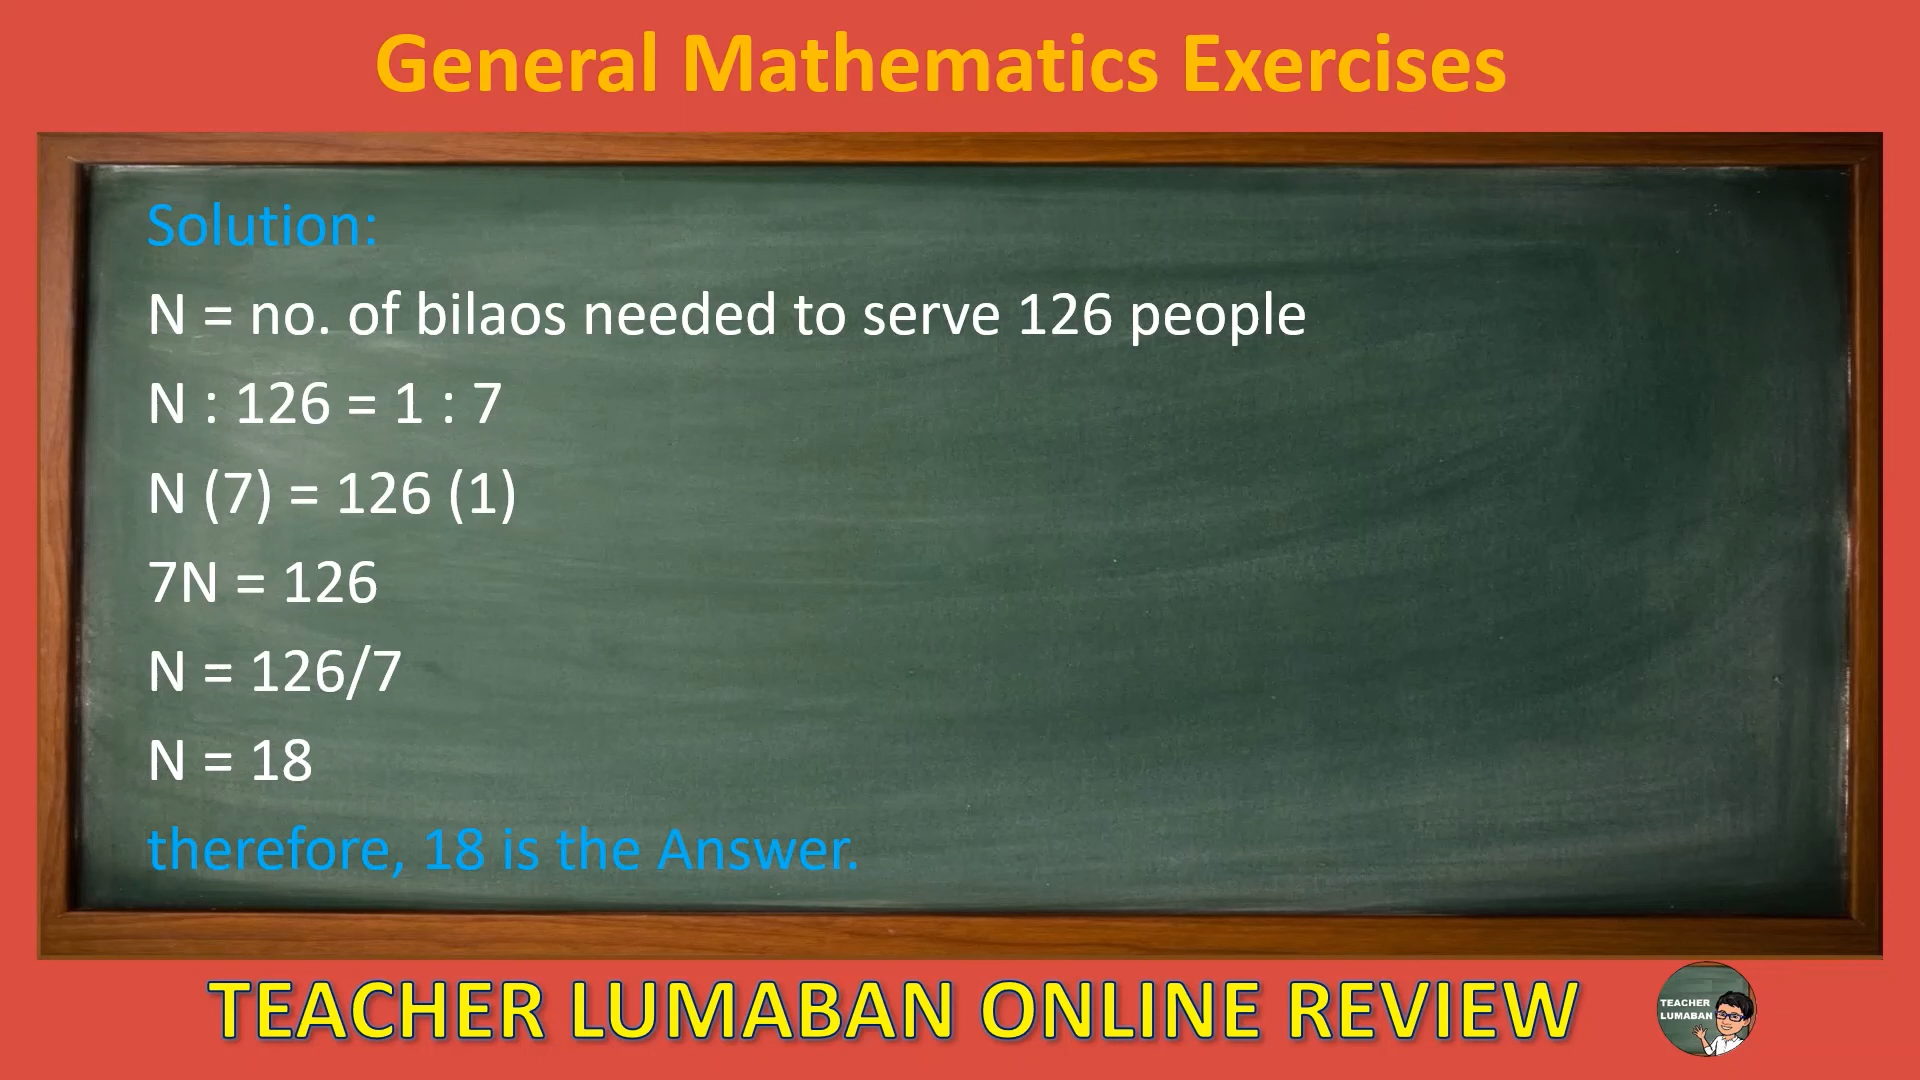 General Mathematics Exercises
Solution:
N = no. of bilaos needed to serve 126 people
N : 126 = 1 : 7
N (7) = 126 (1)
7N = 126
N = 126/7
N = 18
therefore, 18 is the Answer.
TEACHER LUMABAN ONLINE REVIEW
TEACHER
LUMABAN